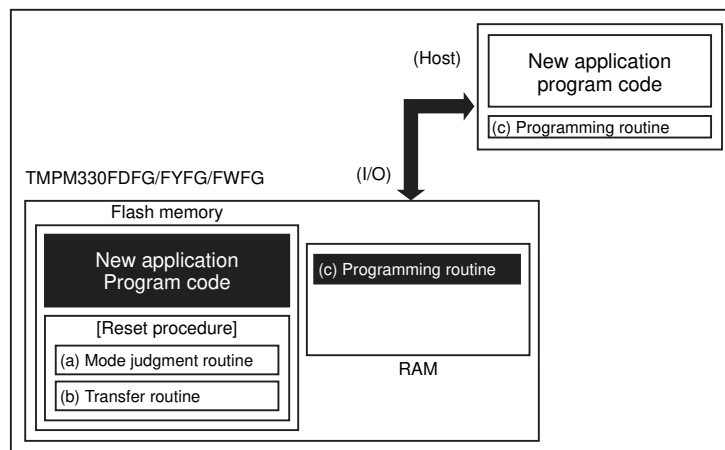 (Host)
New application
program code
(c) Programming routine
(I/O)
TMPM330FDFG/FYFG/FWFG
Flash memory
New application
Program code
[Reset procedure]
(a) Mode judgment routine
(b) Transfer routine
(c) Programming routine
RAM